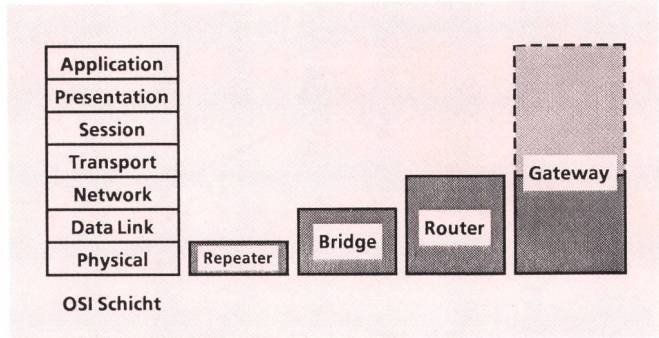 Application
Presentation
Session
Transport
Network
Data Link
Physical
Repeater
Bridge
Router
Gateway
OSI Schicht